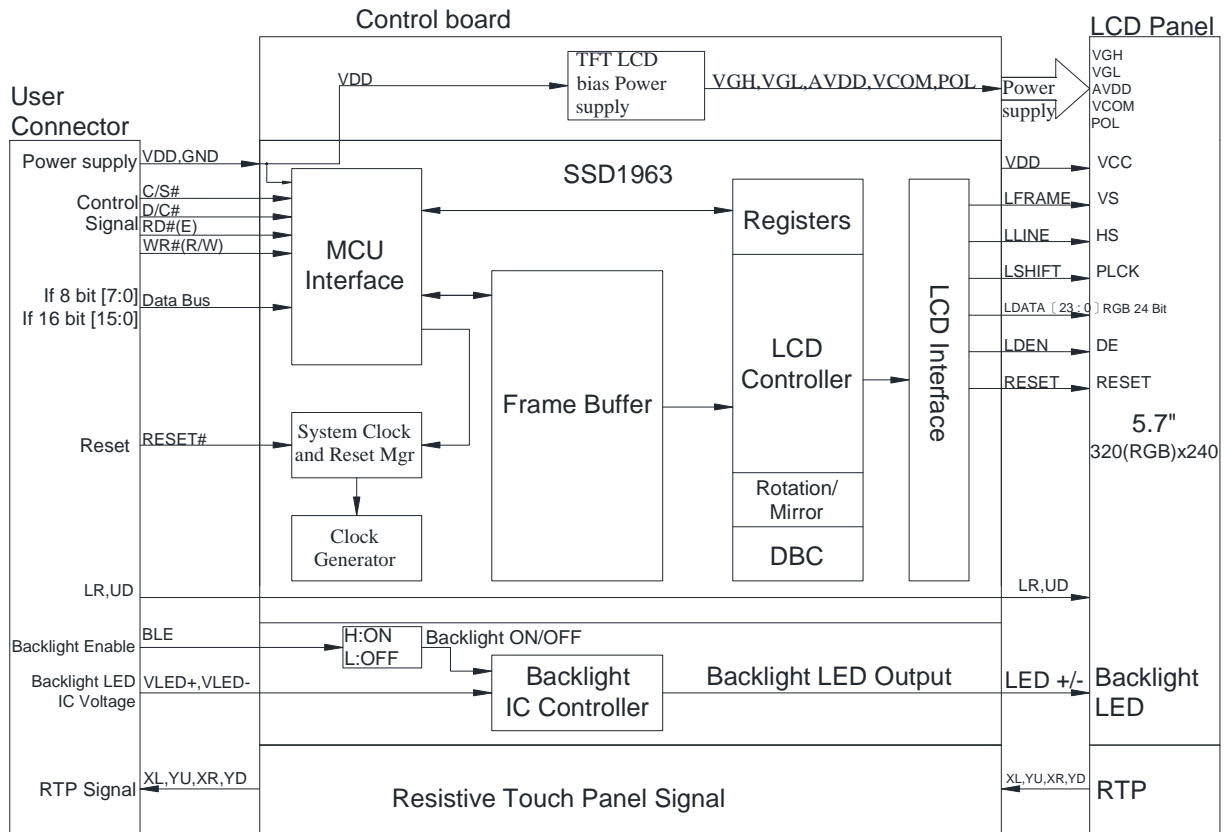 Control board
LCD Panel
User
Connector
TFT LCD
bias Power
supply
VDD
VGH,VGL,AVDD,VCOM,POL
Power
supply
VGH
VGL
AVDD
VCOM
POL
Power supply
VDD,GND
SSD1963
VDD
VCC
Control
Signal
C/S#
D/C#
RD#(E)
WR#(R/W)
MCU
Interface
Registers
LCD Interface
LFRAME
VS
LLINE
HS
LSHIFT
PLCK
If 8 bit [7:0]
If 16 bit [15:0]
Data Bus
LDATA〔23:0〕RGB 24 Bit
Frame Buffer
LCD
Controller
LDEN
DE
RESET
RESET
5.7"
320(RGB)x240
Reset
RESET#
System Clock
and Reset Mgr
Rotation/
Mirror
Clock
Generator
DBC
LR,UD
LR,UD
Backlight Enable
BLE
H:ON
L:OFF
Backlight ON/OFF
Backlight LED
IC Voltage
VLED+,VLED-
Backlight
IC Controller
Backlight LED Output
LED +/-
Backlight
LED
RTP Signal
XL,YU,XR,YD
Resistive Touch Panel Signal
XL,YU,XR,YD
RTP